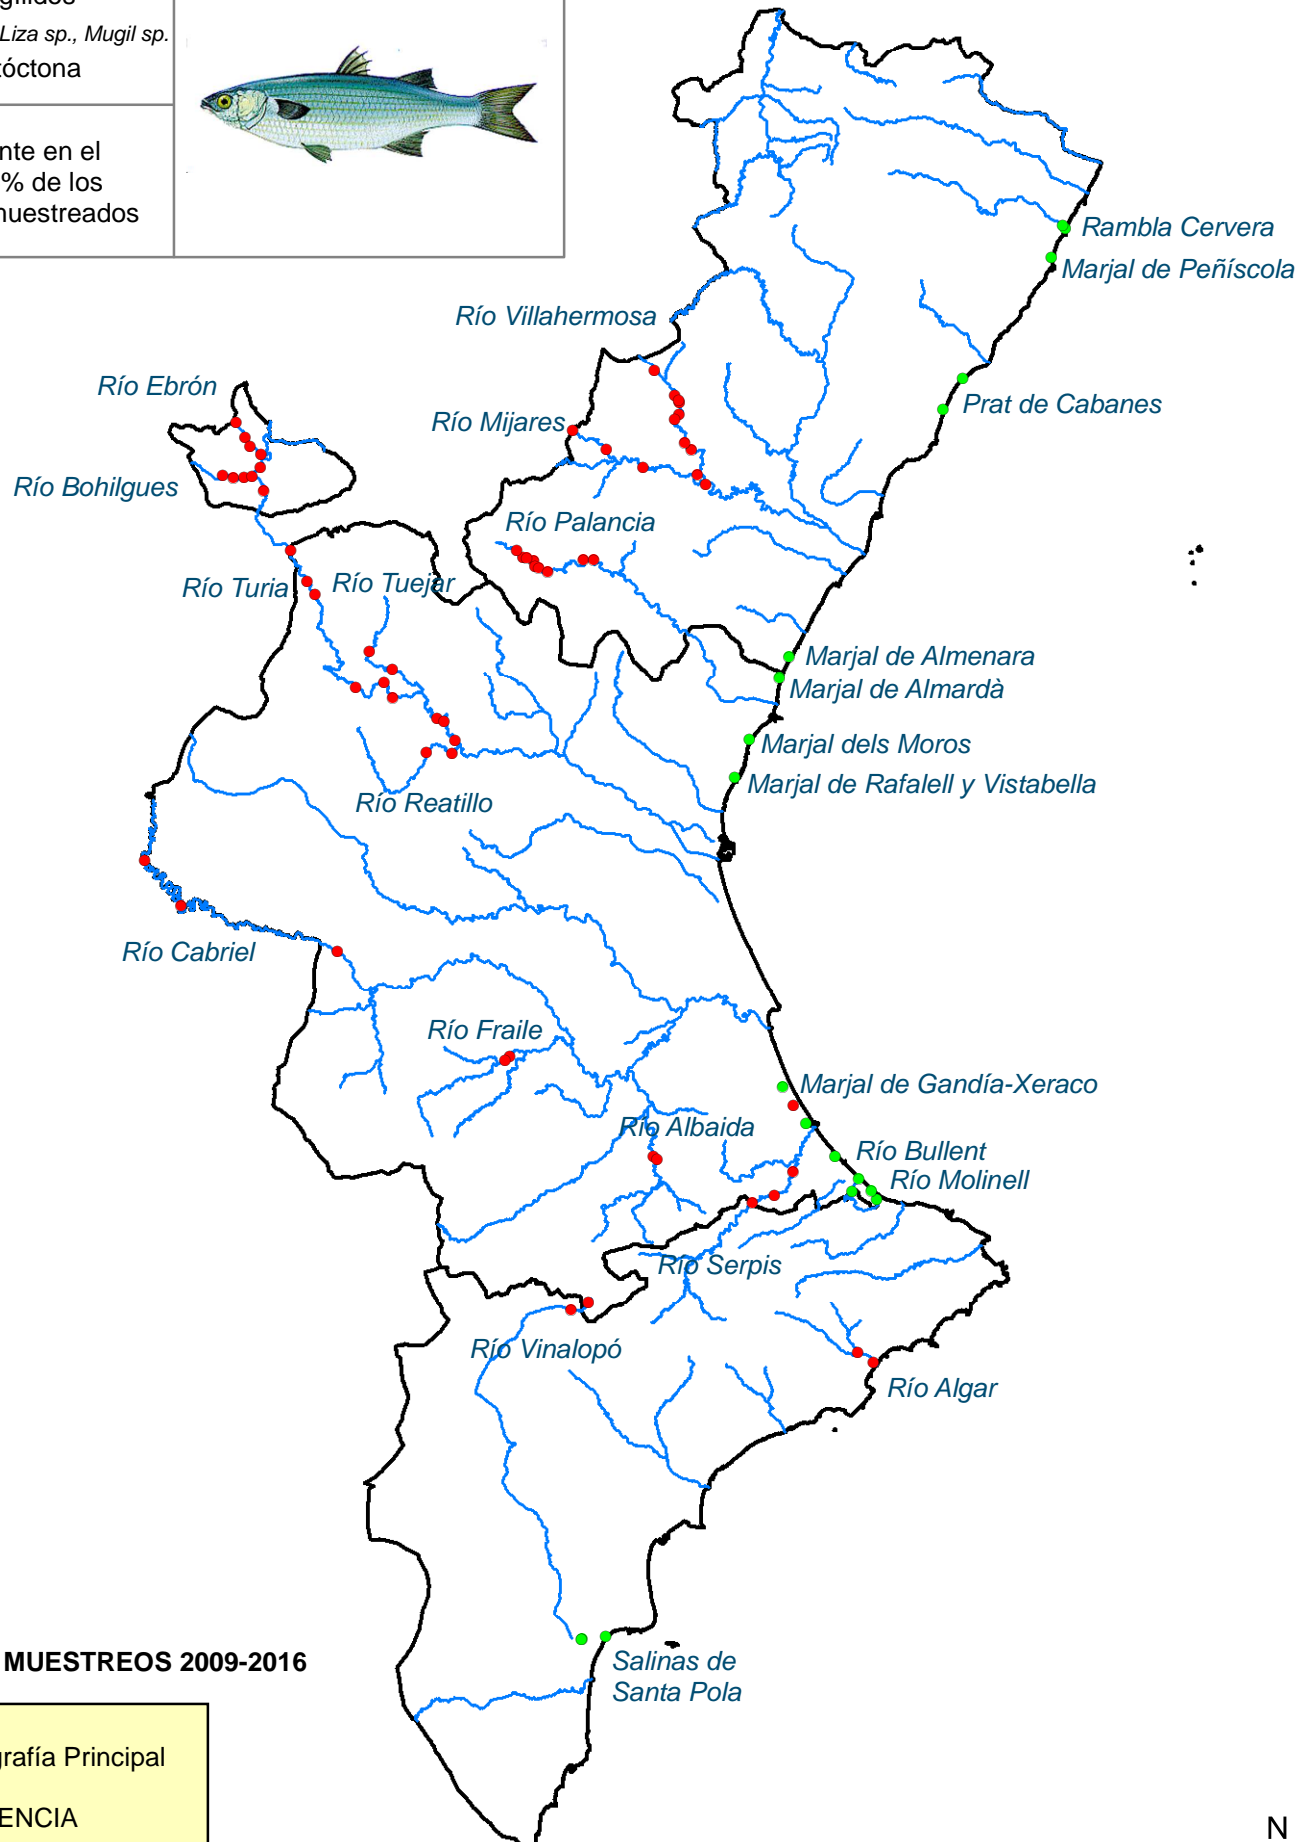 Liza sp., Mugil sp.
nte en el
% de los
Rambla Cervera
Marjal de Peñíscola
Río Villahermosa
Río Ebrón
Prat de Cabanes
Río Mijares
Río Bohilgues
Río Palancia
Río Turia
Río Tuejar
Marjal de Almenara
Marjal de Almardà
Marjal dels Moros
Marjal de Rafalell y Vistabella
Río Reatillo
Río Cabriel
Río Fraile
Marjal de Gandía-Xeraco
Río Albaida
Río Bullent
Río Molinell
Río Serpis
Río Vinalopó
Río Algar
Salinas de
Santa Pola
MUESTREOS 2009-2016
grafía Principal
ENCIA
N